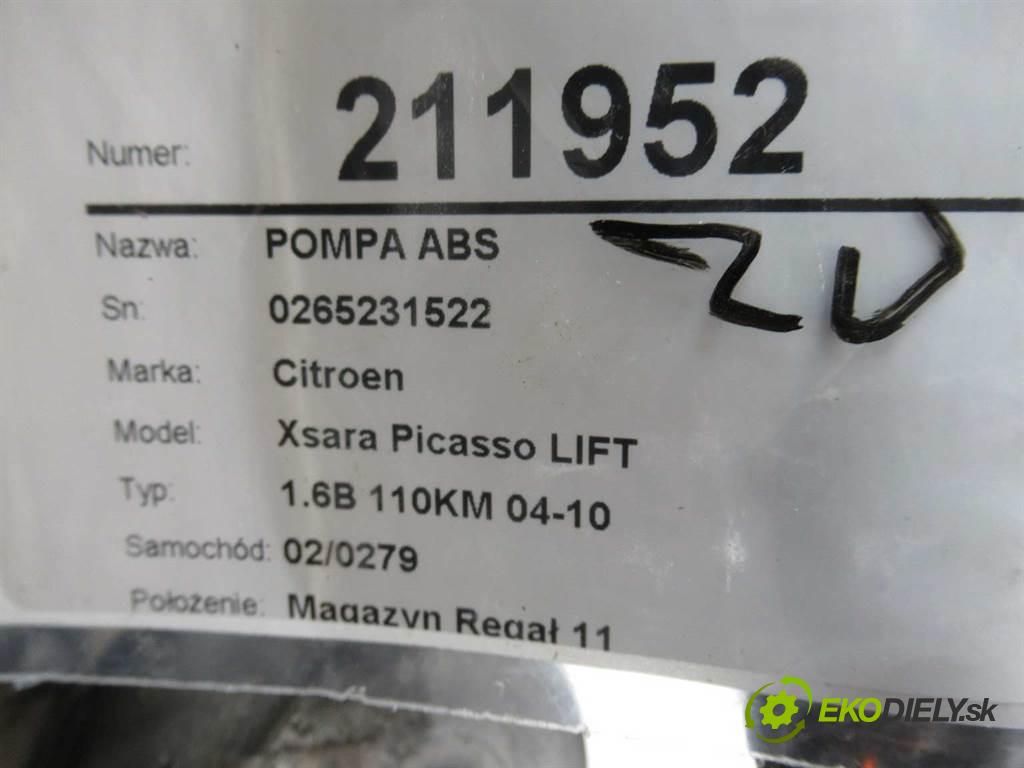 Numer: 211952
Nazwa: POMPA ABS
Sn: 0265231522
Marka: Citroen
Model: Xsara Picasso LIFT
Typ: 1.6B 110KM 04-10
Samochód: 02/0279
Położenie: Magazyn Regał 11
EKODIELY.sk